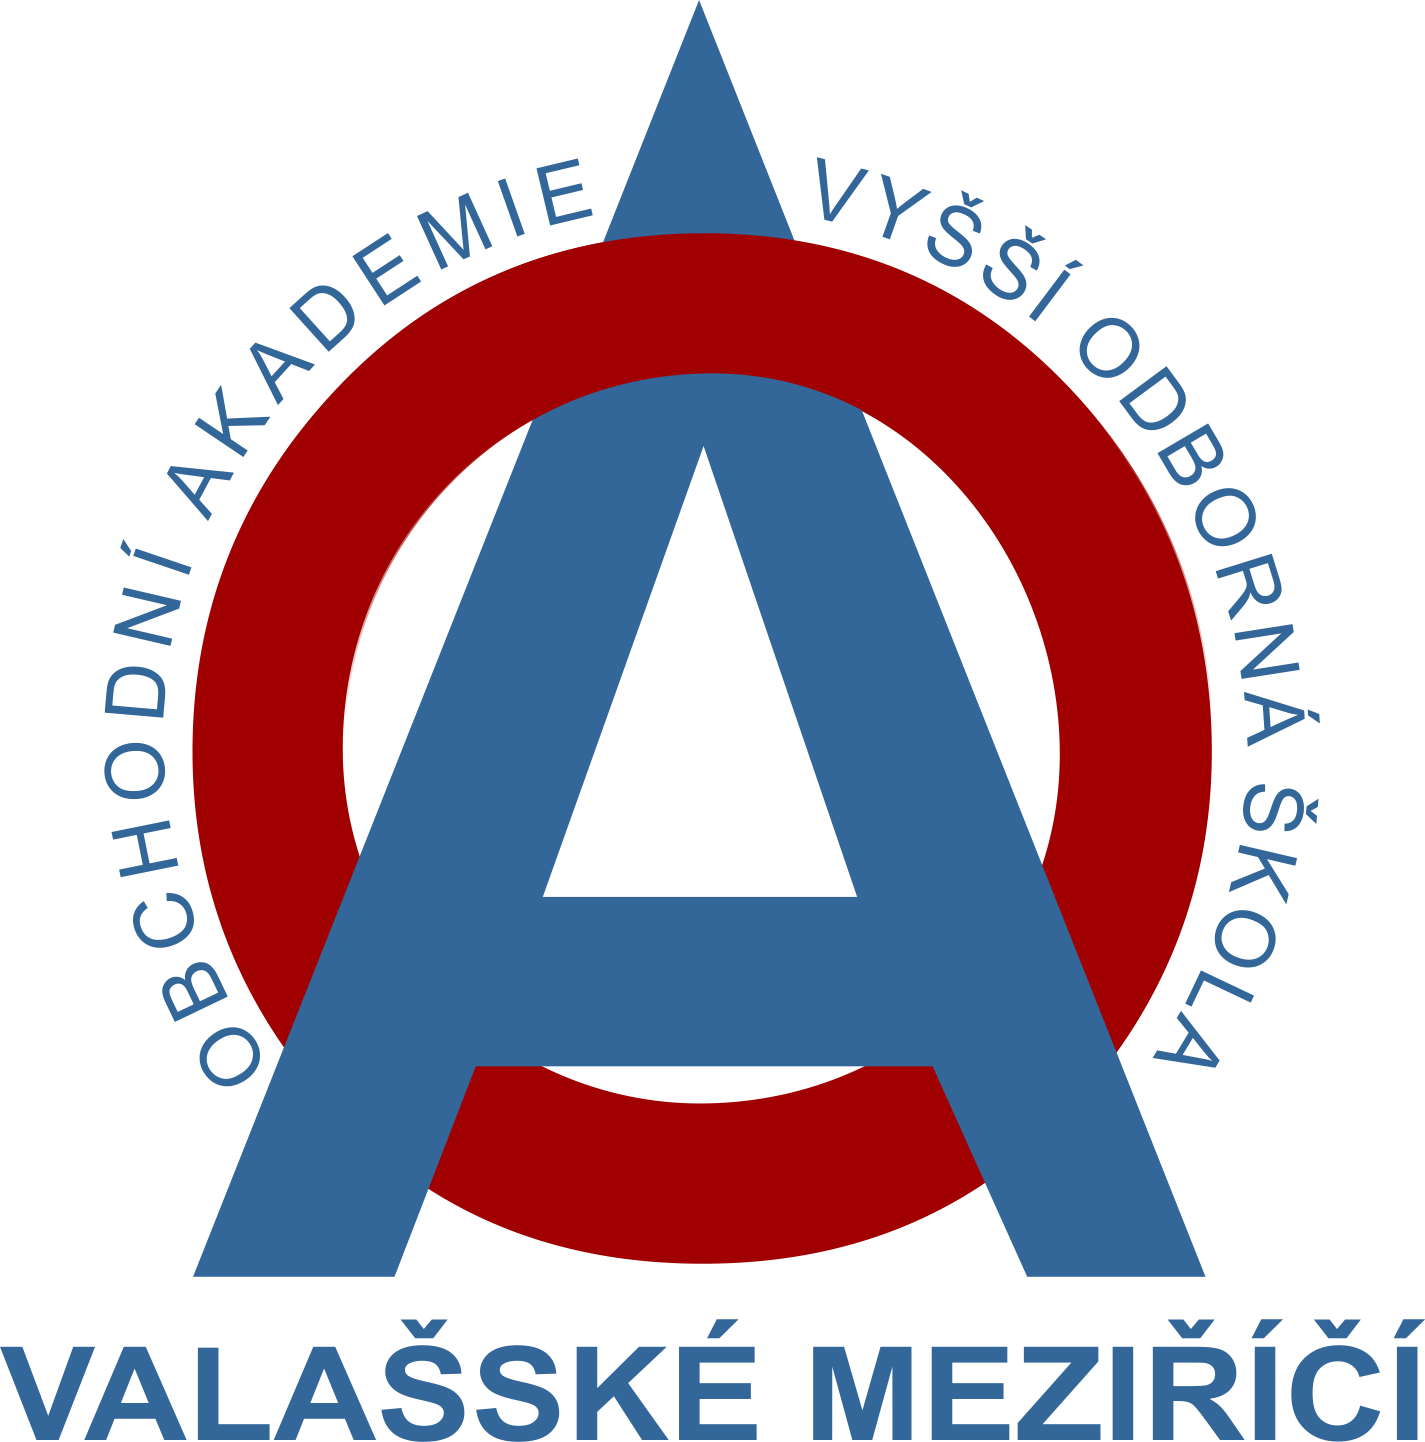 OBCHODNÍ AKADEMIE
VYŠŠÍ ODBORNÁ ŠKOLA
VALAŠSKÉ MEZIŘÍČÍ